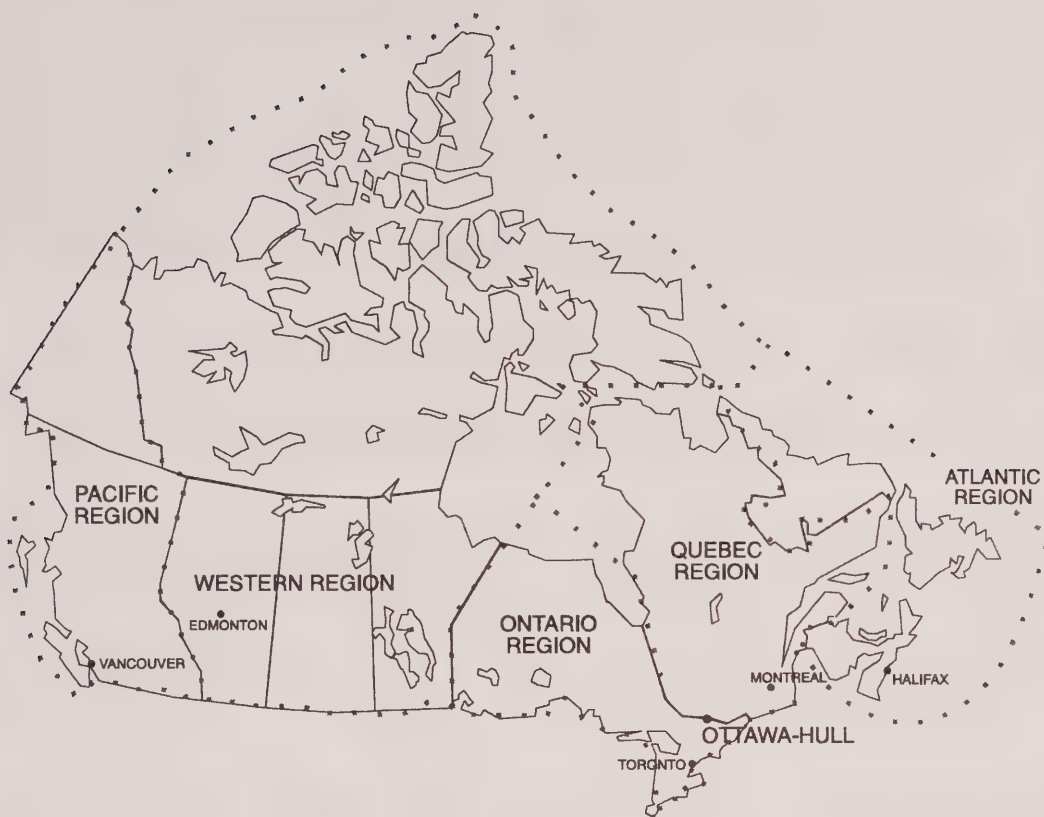 PACIFIC
REGION
WESTERN REGION
EDMONTON
VANCOUVER
ONTARIO
REGION
QUEBEC
REGION
ATLANTIC
REGION
MONTREAL
HALIFAX
OTTAWA-HULL
TORONTO